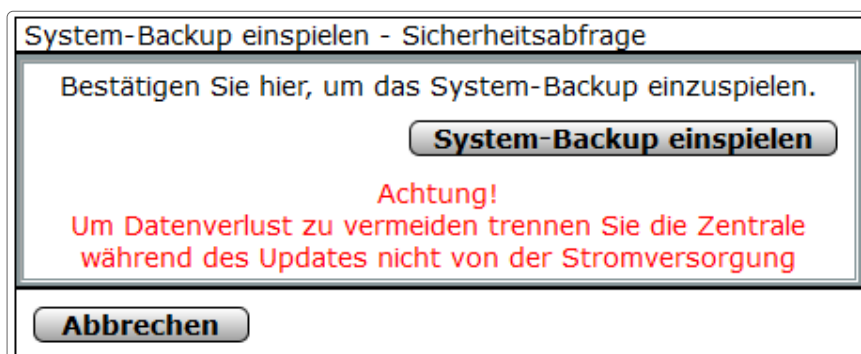 System-Backup einspielen - Sicherheitsabfrage
Bestätigen Sie hier, um das System-Backup einzuspielen.
System-Backup einspielen
Achtung!
Um Datenverlust zu vermeiden trennen Sie die Zentrale
während des Updates nicht von der Stromversorgung
Abbrechen